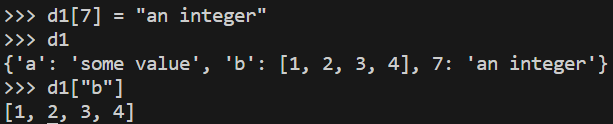 >>> d1[7] = "an integer"
>>> d1
{'a': 'some value', 'b': [1, 2, 3, 4], 7: 'an integer'}
>>> d1["b"]
[1, 2, 3, 4]